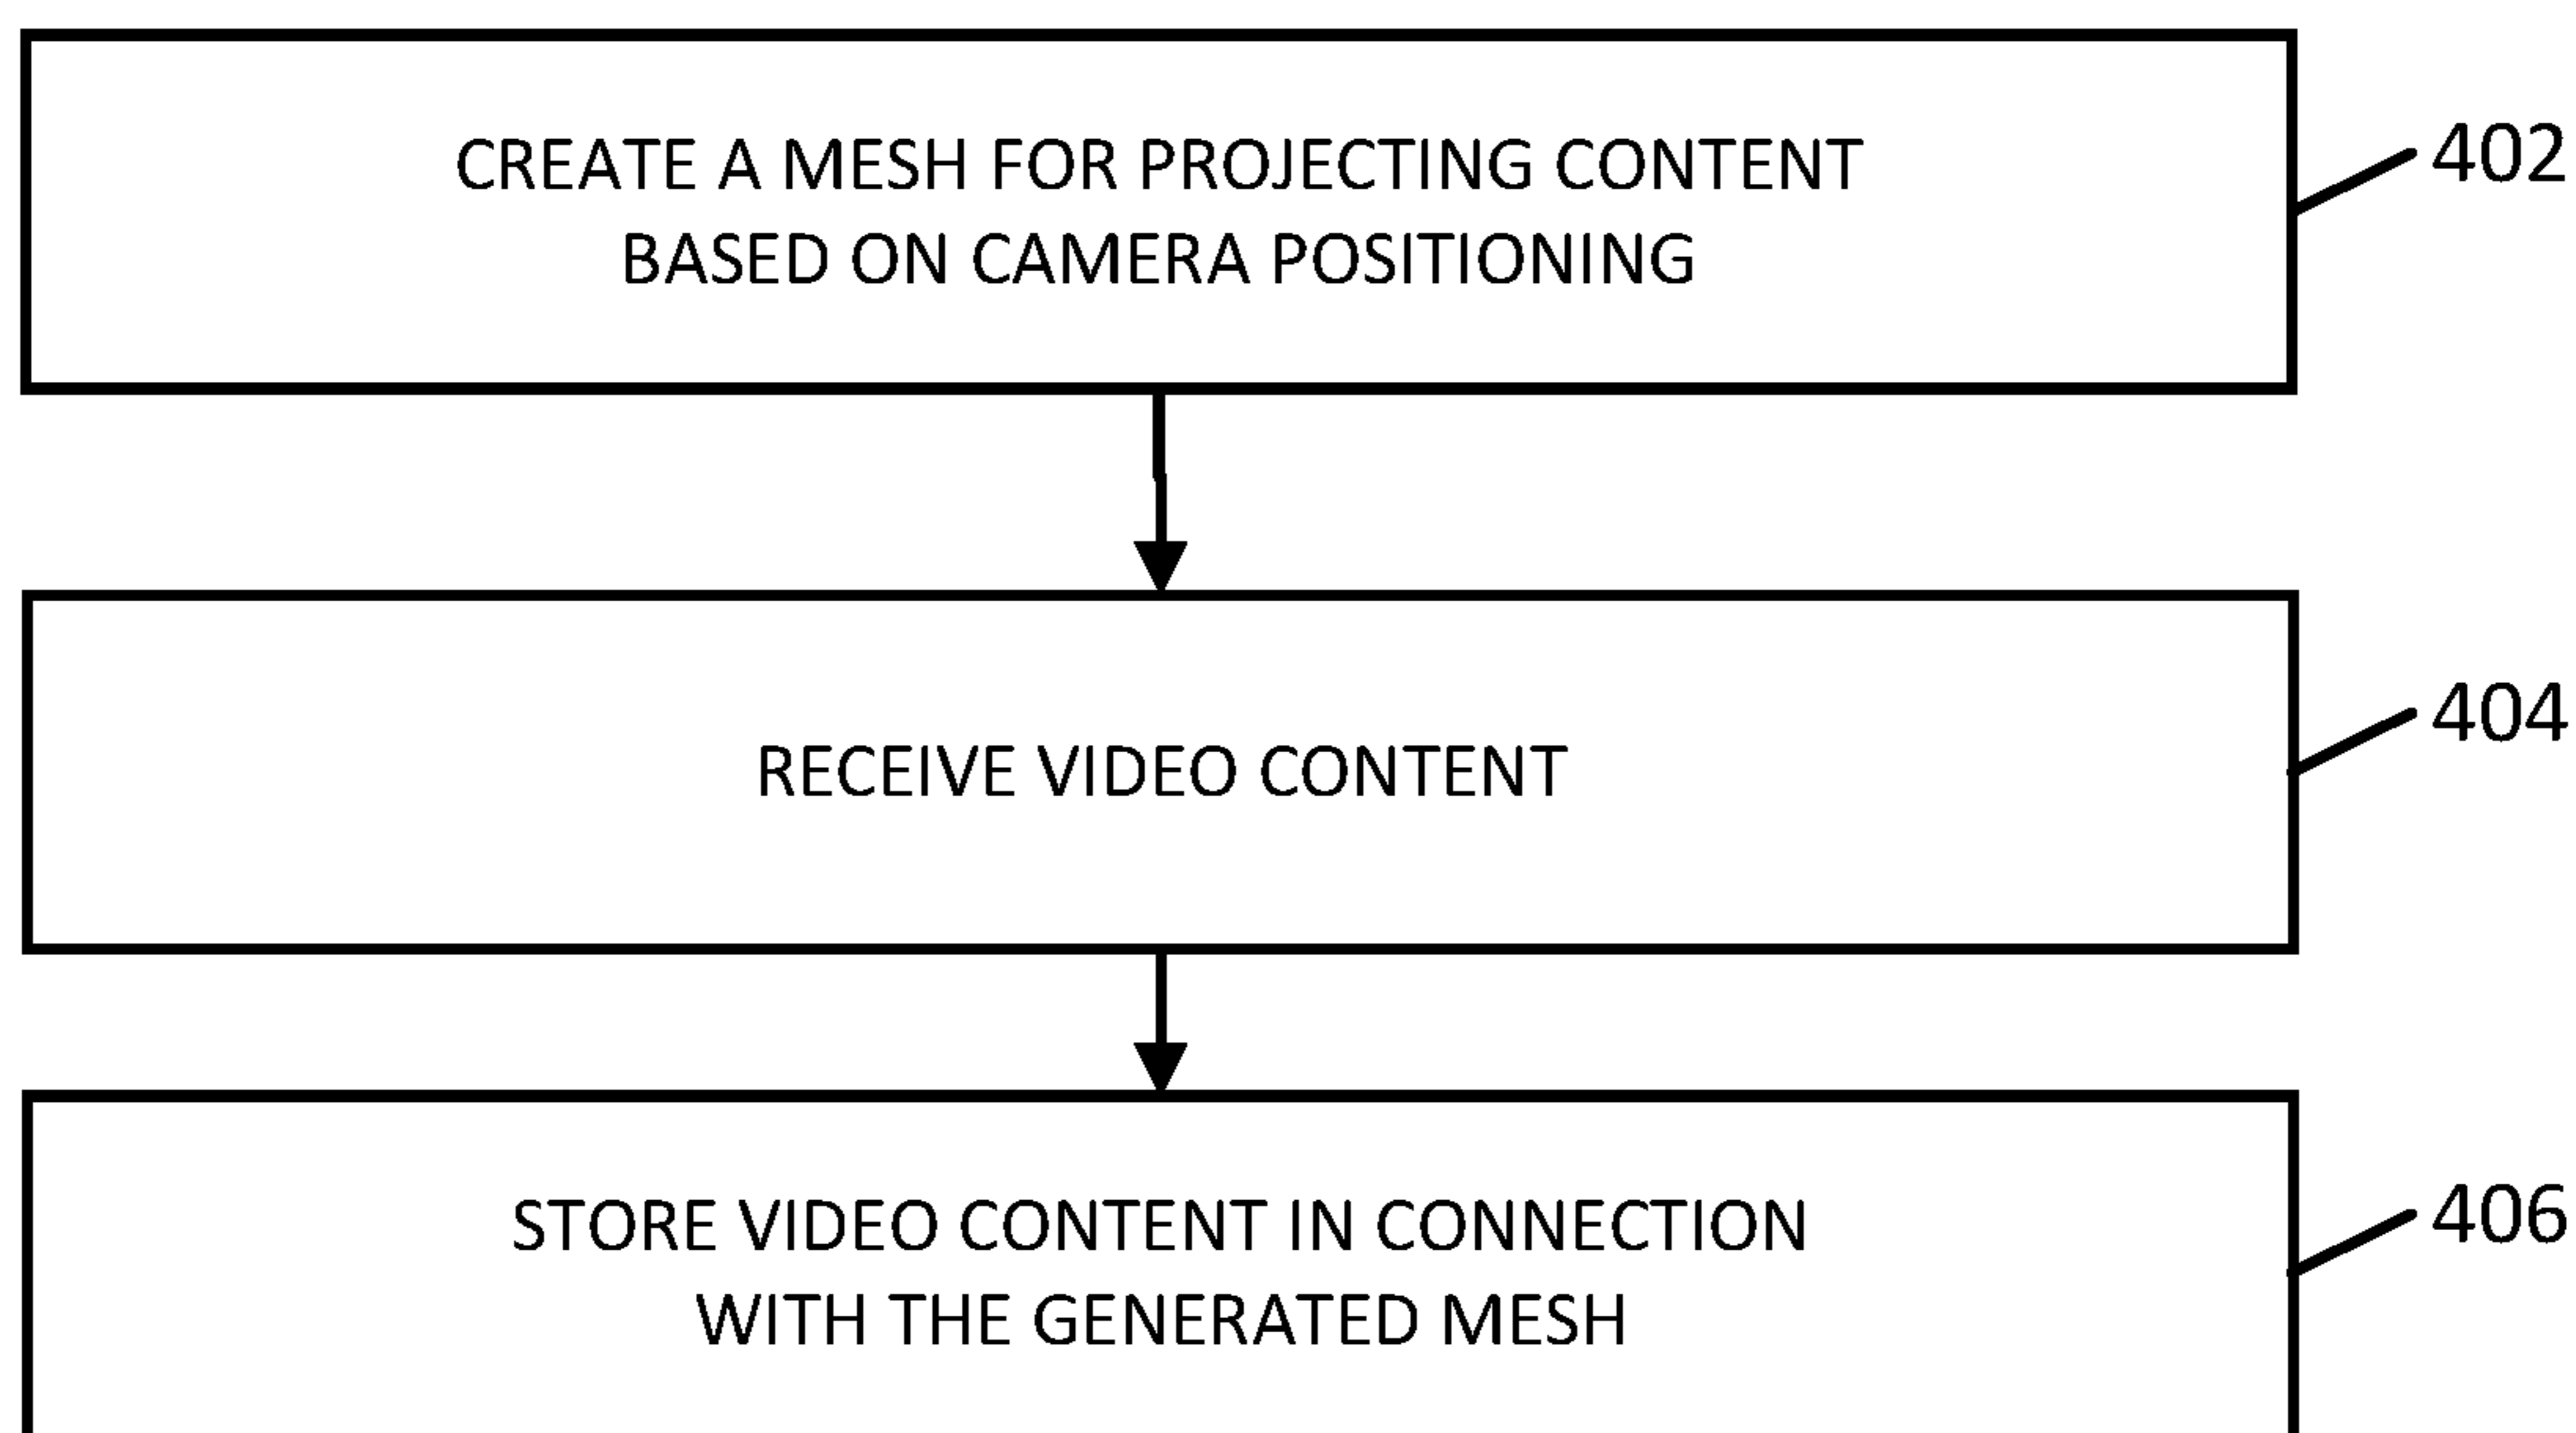 CREATE A MESH FOR PROJECTING CONTENT
BASED ON CAMERA POSITIONING
402
RECEIVE VIDEO CONTENT
404
STORE VIDEO CONTENT IN CONNECTION
WITH THE GENERATED MESH
406